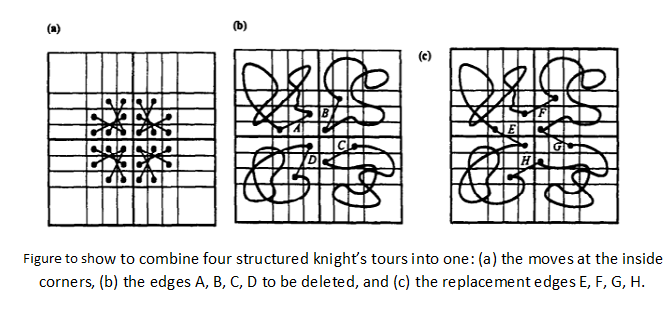 (a)
(b)
(c)
A
B
C
D
E
F
G
H
Figure to show to combine four structured knight's tours into one: (a) the moves at the inside
corners, (b) the edges A, B, C, D to be deleted, and (c) the replacement edges E, F, G, H.